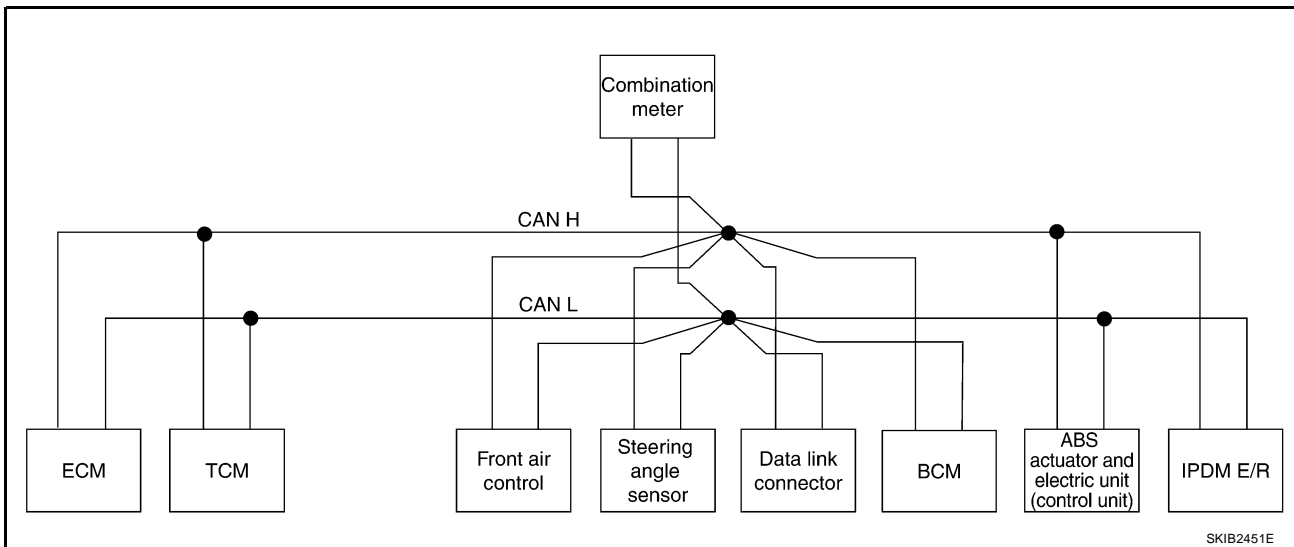 Combination
meter
CAN H
CAN L
ECM
TCM
Front air
control
Steering
angle
sensor
Data link
connector
BCM
ABS
actuator and
electric unit
(control unit)
IPDM E/R
SKIB2451E